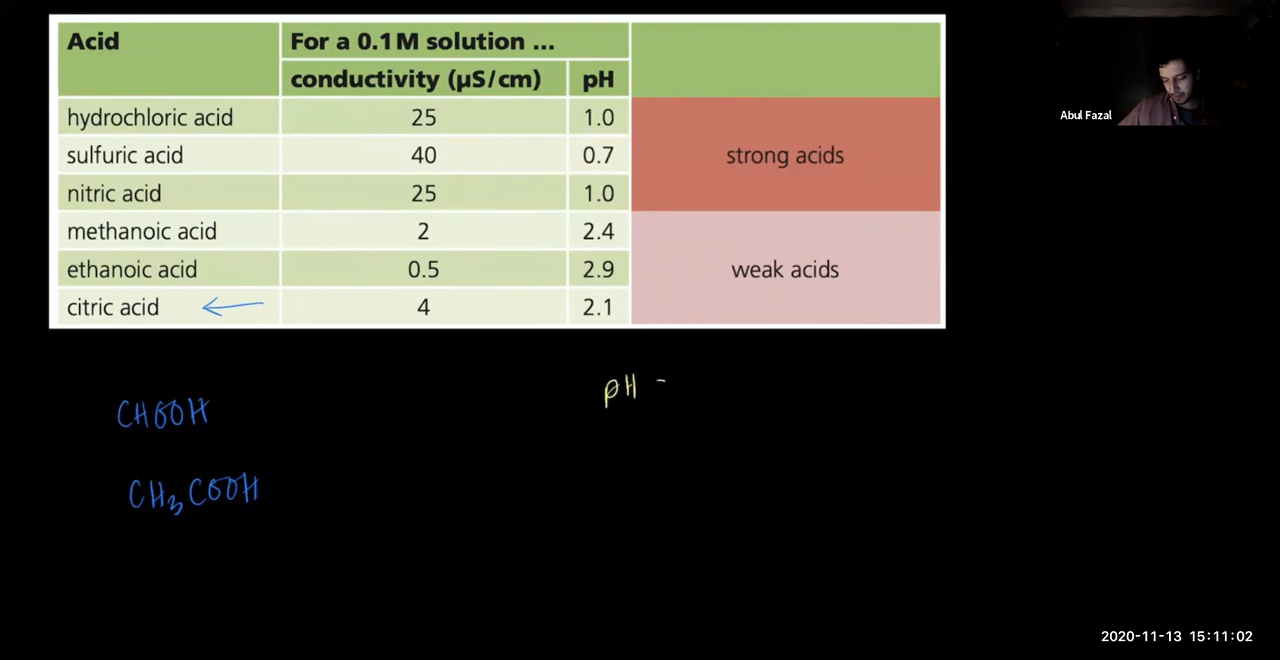 Acid For a 0.1 M solution ...
conductivity (µS/cm) pH
hydrochloric acid 25 1.0
sulfuric acid 40 0.7 strong acids
nitric acid 25 1.0
methanoic acid 2 2.4
ethanoic acid 0.5 2.9 weak acids
citric acid 4 2.1
Abul Fazal
pH -
CHOOH
CH3COOH
2020-11-13 15:11:02